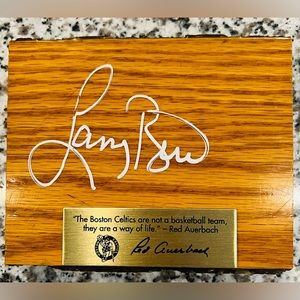 Larry Bird
"The Boston Celtics are not a basketball team,
they are a way of life." – Red Auerbach
Red Auerbach